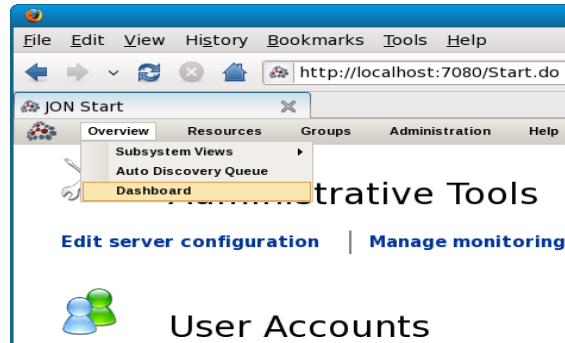 File Edit View History Bookmarks Tools Help
http://localhost:7080/Start.do
JON Start
Overview Resources Groups Administration Help
Subsystem Views
Auto Discovery Queue
Dashboard
Administrative Tools
Edit server configuration | Manage monitoring
User Accounts